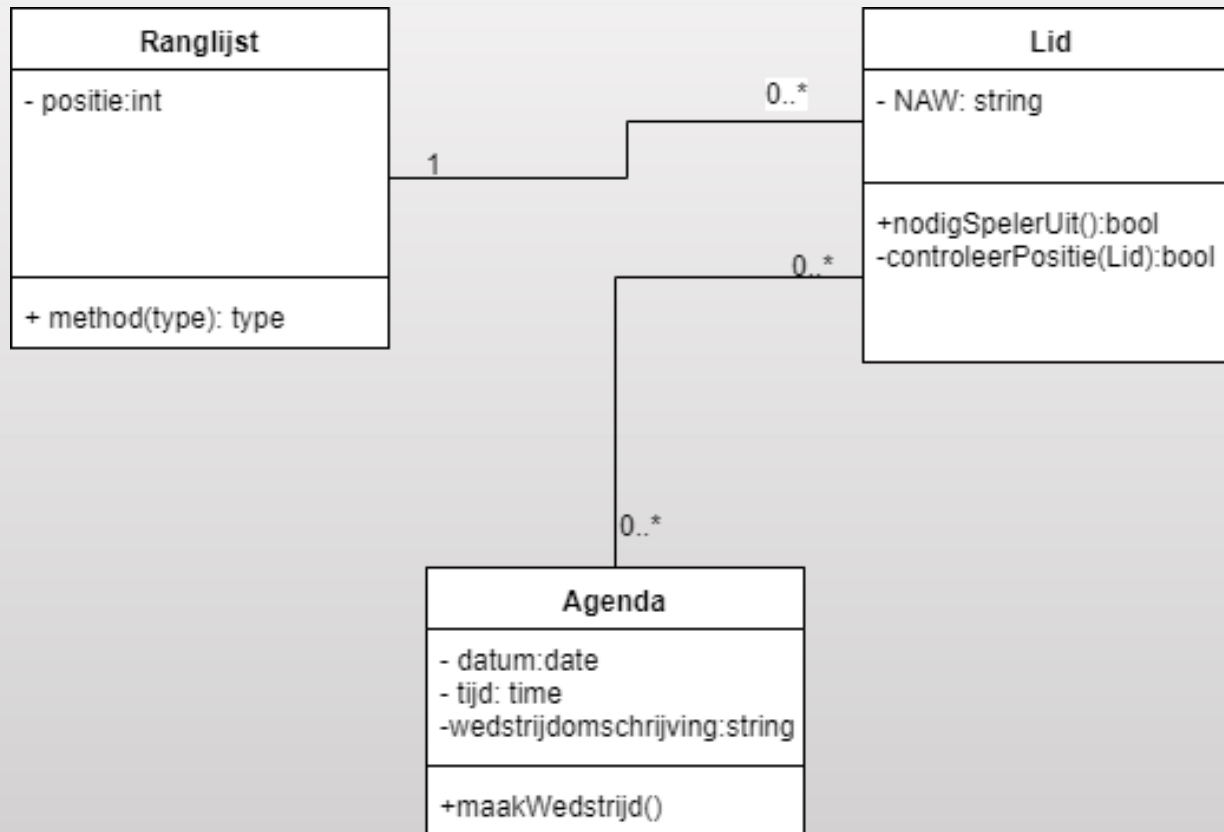 Ranglijst
- positie:int
+ method(type): type
1
0..*
Lid
- NAW: string
+nodigSpelerUit():bool
-controleerPositie(Lid):bool
0..*
0..*
Agenda
- datum:date
- tijd: time
-wedstrijdomschrijving:string
+maakWedstrijd()